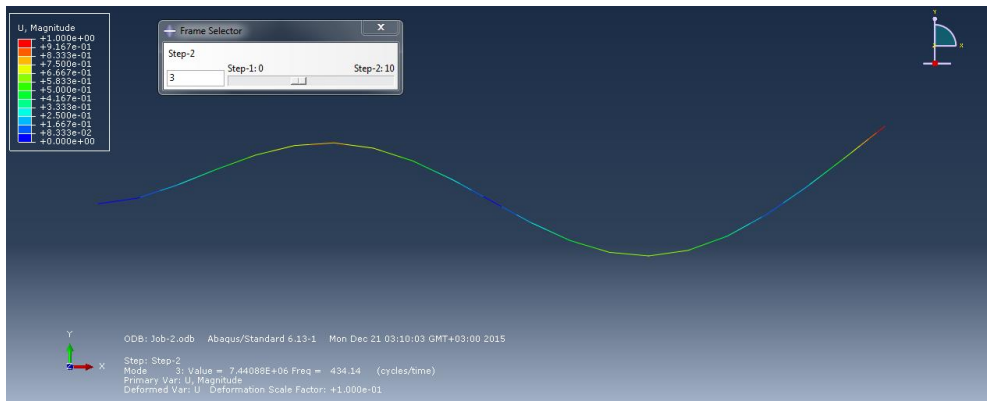 U, Magnitude
+1.000e+00
+9.167e-01
+8.333e-01
+7.500e-01
+6.667e-01
+5.833e-01
+5.000e-01
+4.167e-01
+3.333e-01
+2.500e-01
+1.667e-01
+8.333e-02
+0.000e+00
Frame Selector
x
Step-2
Step-1: 0 Step-2: 10
3
Y
X
Z
Y
X
Z
ODB: Job-2.odb Abaqus/Standard 6.13-1 Mon Dec 21 03:10:03 GMT+03:00 2015
Step: Step-2
Mode 3: Value = 7.44088E+06 Freq = 434.14 (cycles/time)
Primary Var: U, Magnitude
Deformed Var: U Deformation Scale Factor: +1.000e-01